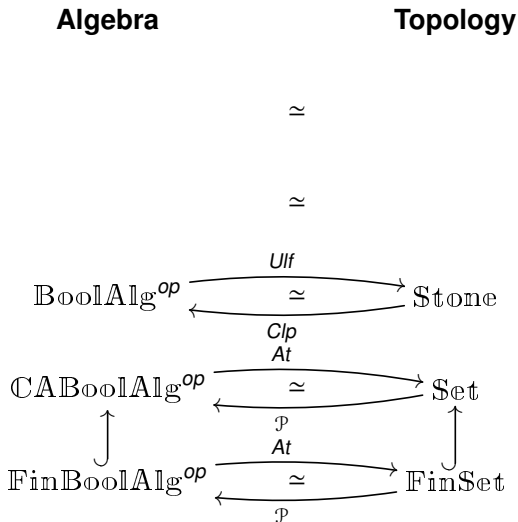 Algebra Topology
≃
≃
Ulf
BoolAlg^op ≃ Stone
Clp
At
CABoolAlg^op ≃ Set
𝒫
At
FinBoolAlg^op ≃ FinSet
𝒫